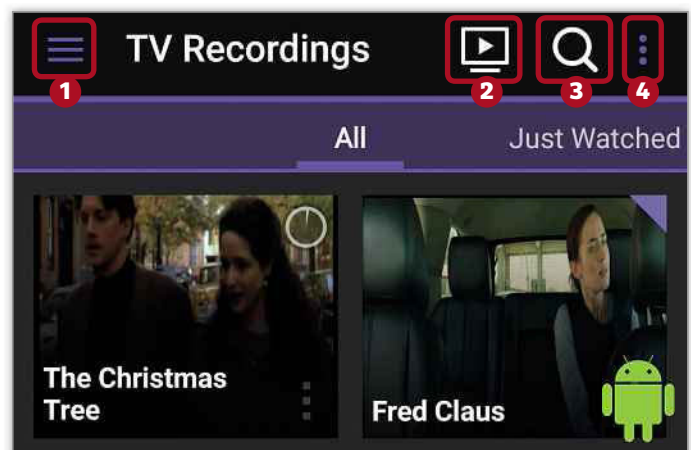 TV Recordings
1
2
3
4
All
Just Watched
The Christmas
Tree
Fred Claus